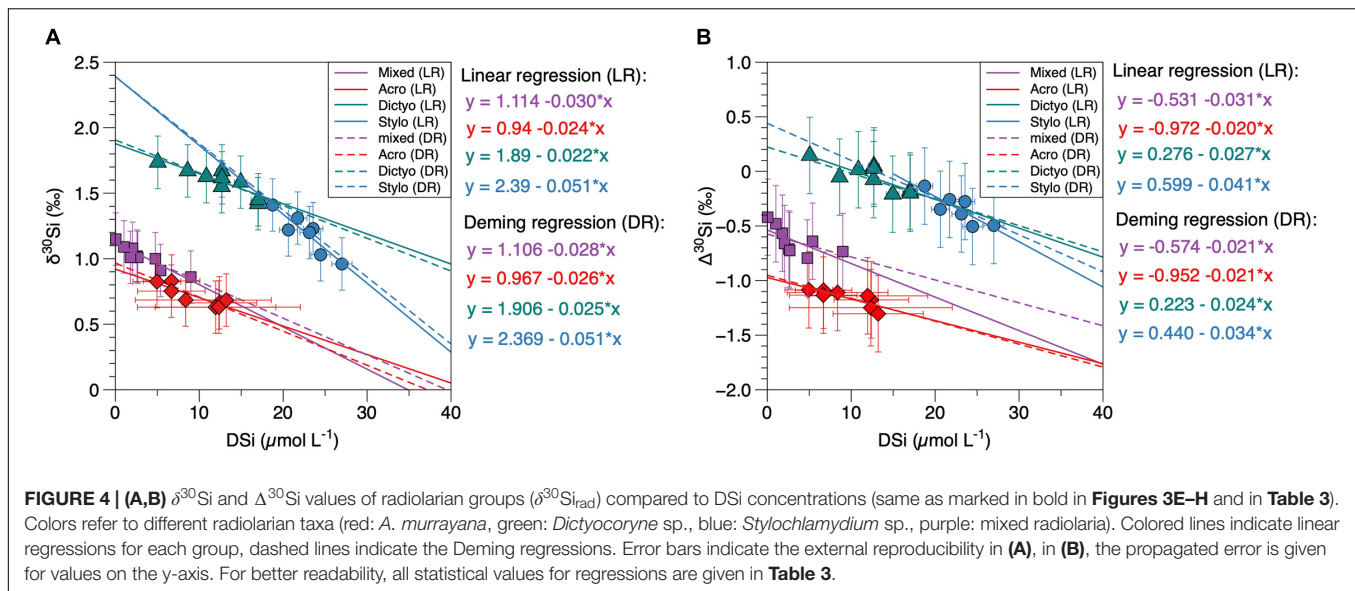 A
2.5
2.0
1.5
1.0
0.5
0
δ³⁰Si (‰)
0 10 20 30 40
DSi (µmol L⁻¹)
Mixed (LR)
Acro (LR)
Dictyo (LR)
Stylo (LR)
mixed (DR)
Acro (DR)
Dictyo (DR)
Stylo (DR)
Linear regression (LR):
y = 1.114 -0.030*x
y = 0.94 -0.024*x
y = 1.89 - 0.022*x
y = 2.39 - 0.051*x
Deming regression (DR):
y = 1.106 -0.028*x
y = 0.967 -0.026*x
y = 1.906 - 0.025*x
y = 2.369 -0.051*x
B
1.0
0.5
0
−0.5
−1.0
−1.5
−2.0
Δ³⁰Si (‰)
0 10 20 30 40
DSi (µmol L⁻¹)
Mixed (LR)
Acro (LR)
Dictyo (LR)
Stylo (LR)
mixed (DR)
Acro (DR)
Dictyo (DR)
Stylo (DR)
Linear regression (LR):
y = -0.531 -0.031*x
y = -0.972 -0.020*x
y = 0.276 -0.027*x
y = 0.599 -0.041*x
Deming regression (DR):
y = -0.574 -0.021*x
y = -0.952 -0.021*x
y = 0.223 -0.024*x
y = 0.440 -0.034*x
FIGURE 4 | (A,B) δ³⁰Si and Δ³⁰Si values of radiolarian groups (δ³⁰Si_rad) compared to DSi concentrations (same as marked in bold in Figures 3E–H and in Table 3).
Colors refer to different radiolarian taxa (red: A. murrayana, green: Dictyocoryne sp., blue: Stylochlamydium sp., purple: mixed radiolaria). Colored lines indicate linear
regressions for each group, dashed lines indicate the Deming regressions. Error bars indicate the external reproducibility in (A), in (B), the propagated error is given
for values on the y-axis. For better readability, all statistical values for regressions are given in Table 3.